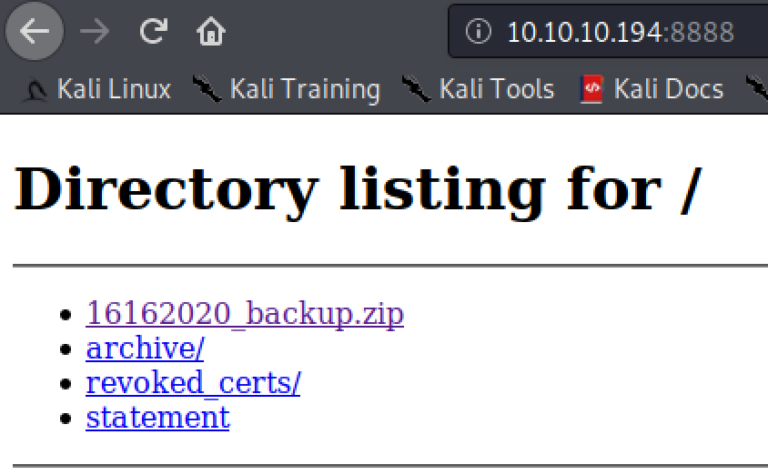 10.10.10.194:8888
Kali Linux Kali Training Kali Tools Kali Docs
Directory listing for /
16162020_backup.zip
archive/
revoked_certs/
statement